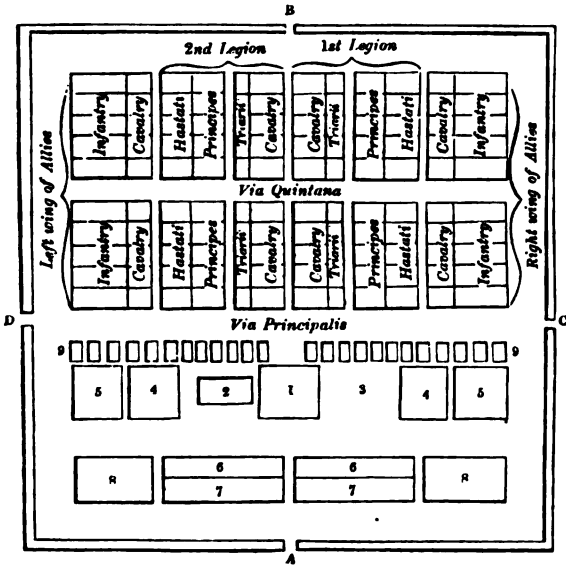 B
2nd Legion 1st Legion
Left wing of Allies
Infantry Cavalry Hastati Principes Triarii Cavalry Cavalry Triarii Principes Hastati Cavalry Infantry
Right wing of Allies
Via Quintana
Infantry Cavalry Hastati Principes Triarii Cavalry Cavalry Triarii Principes Hastati Cavalry Infantry
D Via Principalis C
9 9
5 4 2 1 3 4 5
8 6 6 8
7 7
A